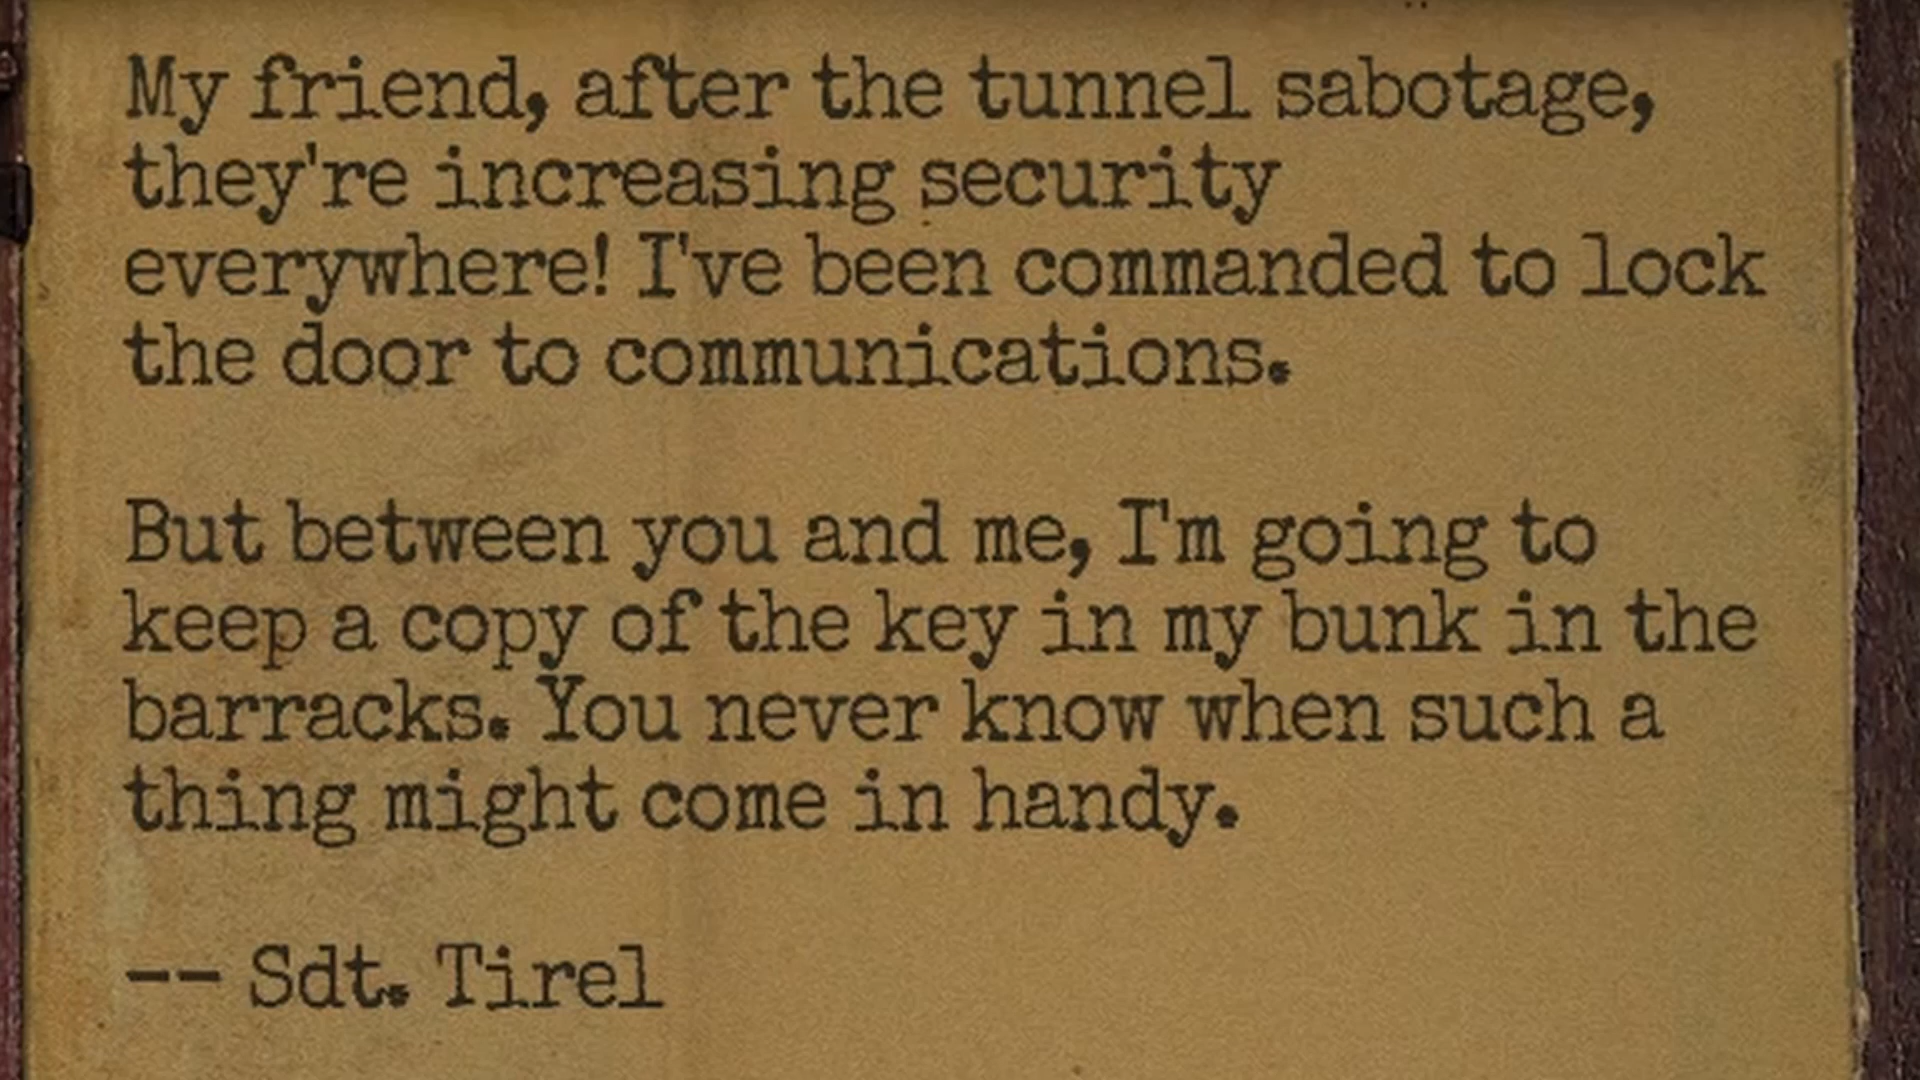 My friend, after the tunnel sabotage,
they're increasing security
everywhere! I've been commanded to lock
the door to communications.
But between you and me, I'm going to
keep a copy of the key in my bunk in the
barracks. You never know when such a
thing might come in handy.
-- Sdt. Tirel